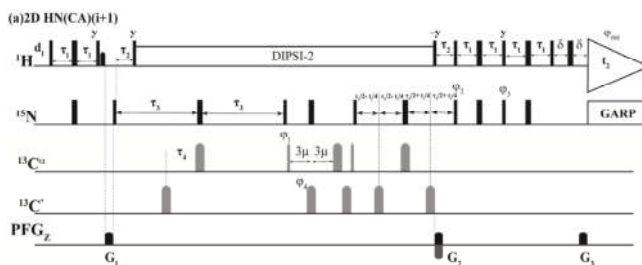 (a)2D HN(CA)(i+1)
y y -y y φrec
d1 τ1 τ1 τ2 τ2 τ1 τ1 τ1 τ1 δ δ
¹H DIPSI-2 t2
φ2 φ3
¹⁵N τ3 τ3 GARP
φ1
¹³Cα τ4 3μ 3μ
φ4
¹³C'
PFGZ
G1 G2 G3